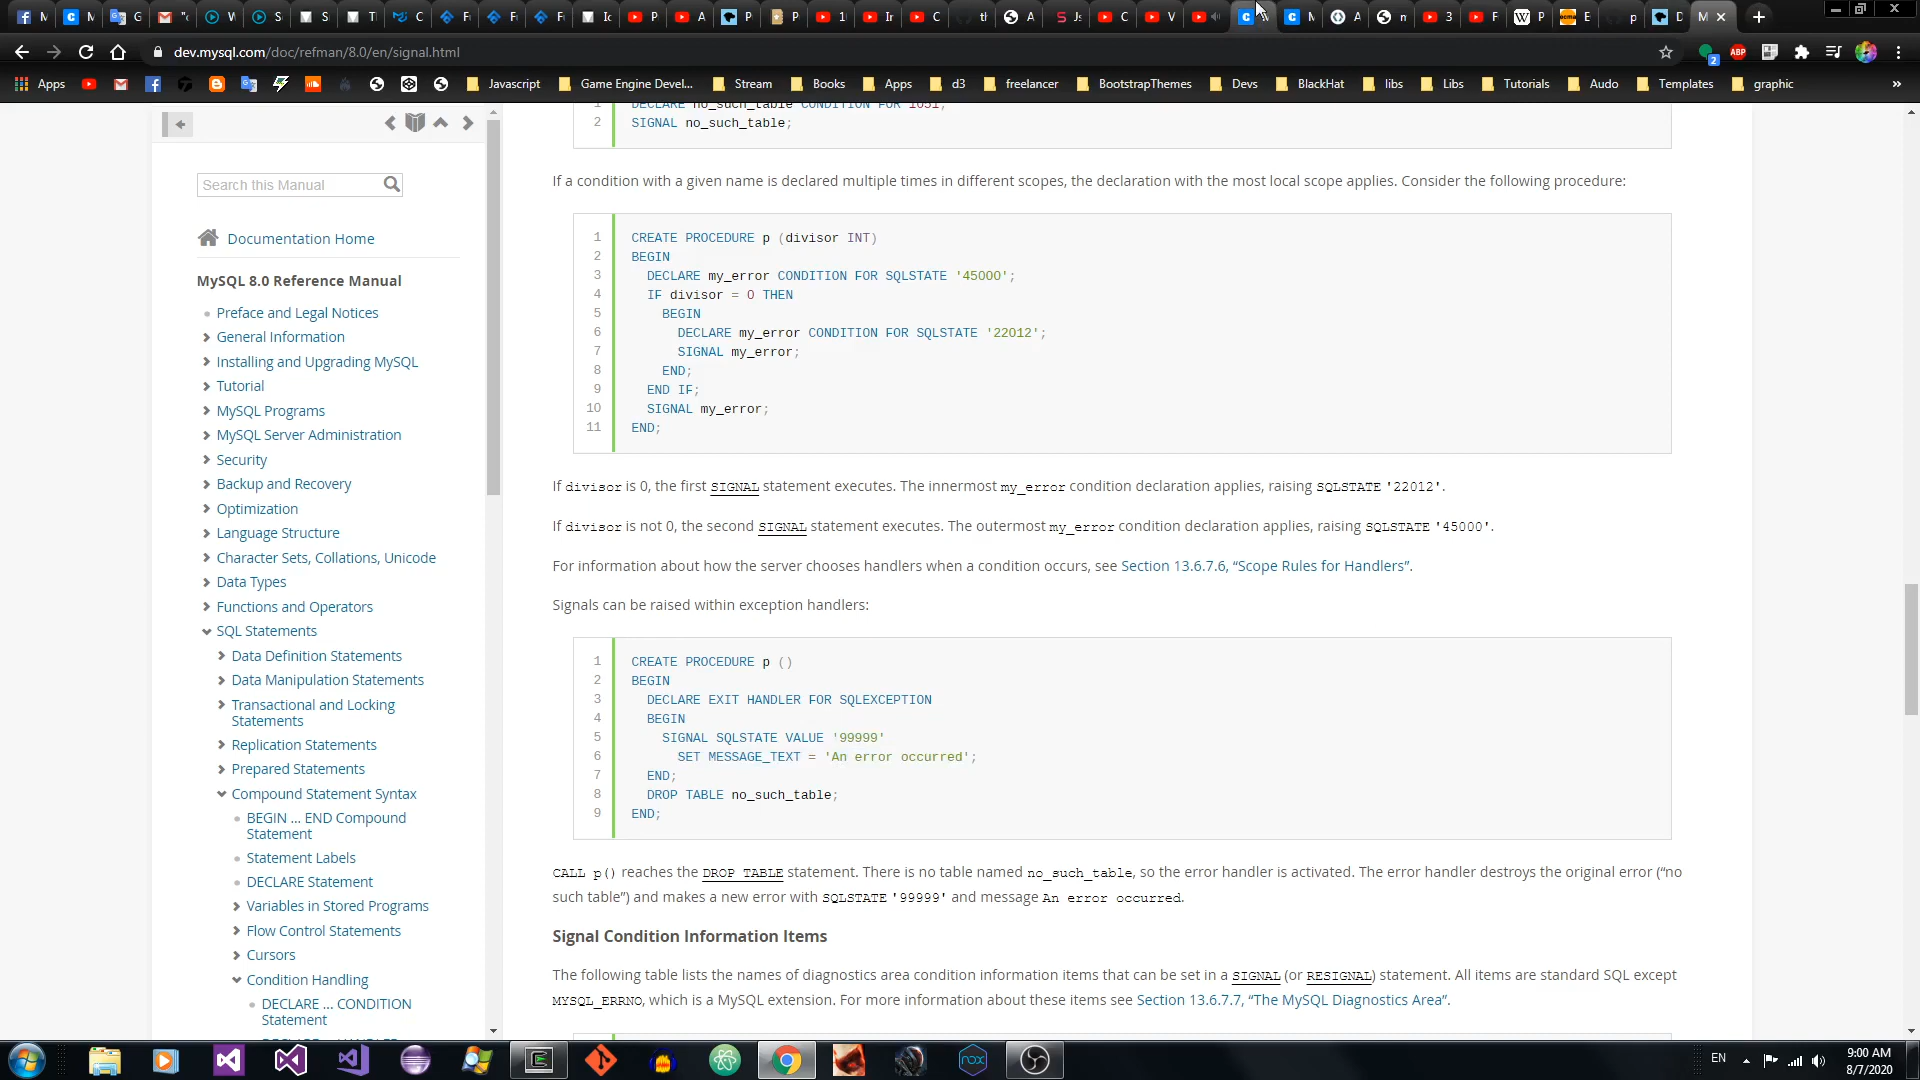 dev.mysql.com/doc/refman/8.0/en/signal.html
Apps
Javascript
Game Engine Devel...
Stream
Books
Apps
d3
freelancer
BootstrapThemes
Devs
BlackHat
libs
Libs
Tutorials
Audo
Templates
graphic
Search this Manual
Documentation Home
MySQL 8.0 Reference Manual
Preface and Legal Notices
General Information
Installing and Upgrading MySQL
Tutorial
MySQL Programs
MySQL Server Administration
Security
Backup and Recovery
Optimization
Language Structure
Character Sets, Collations, Unicode
Data Types
Functions and Operators
SQL Statements
Data Definition Statements
Data Manipulation Statements
Transactional and Locking
Statements
Replication Statements
Prepared Statements
Compound Statement Syntax
BEGIN ... END Compound
Statement
Statement Labels
DECLARE Statement
Variables in Stored Programs
Flow Control Statements
Cursors
Condition Handling
DECLARE ... CONDITION
Statement
1 DECLARE no_such_table CONDITION FOR 1051;
2 SIGNAL no_such_table;
If a condition with a given name is declared multiple times in different scopes, the declaration with the most local scope applies. Consider the following procedure:
1 CREATE PROCEDURE p (divisor INT)
2 BEGIN
3 DECLARE my_error CONDITION FOR SQLSTATE '45000';
4 IF divisor = 0 THEN
5 BEGIN
6 DECLARE my_error CONDITION FOR SQLSTATE '22012';
7 SIGNAL my_error;
8 END;
9 END IF;
10 SIGNAL my_error;
11 END;
If divisor is 0, the first SIGNAL statement executes. The innermost my_error condition declaration applies, raising SQLSTATE '22012'.
If divisor is not 0, the second SIGNAL statement executes. The outermost my_error condition declaration applies, raising SQLSTATE '45000'.
For information about how the server chooses handlers when a condition occurs, see Section 13.6.7.6, “Scope Rules for Handlers”.
Signals can be raised within exception handlers:
1 CREATE PROCEDURE p ()
2 BEGIN
3 DECLARE EXIT HANDLER FOR SQLEXCEPTION
4 BEGIN
5 SIGNAL SQLSTATE VALUE '99999'
6 SET MESSAGE_TEXT = 'An error occurred';
7 END;
8 DROP TABLE no_such_table;
9 END;
CALL p() reaches the DROP TABLE statement. There is no table named no_such_table, so the error handler is activated. The error handler destroys the original error (“no
such table”) and makes a new error with SQLSTATE '99999' and message An error occurred.
Signal Condition Information Items
The following table lists the names of diagnostics area condition information items that can be set in a SIGNAL (or RESIGNAL) statement. All items are standard SQL except
MYSQL_ERRNO, which is a MySQL extension. For more information about these items see Section 13.6.7.7, “The MySQL Diagnostics Area”.
EN
9:00 AM
8/7/2020